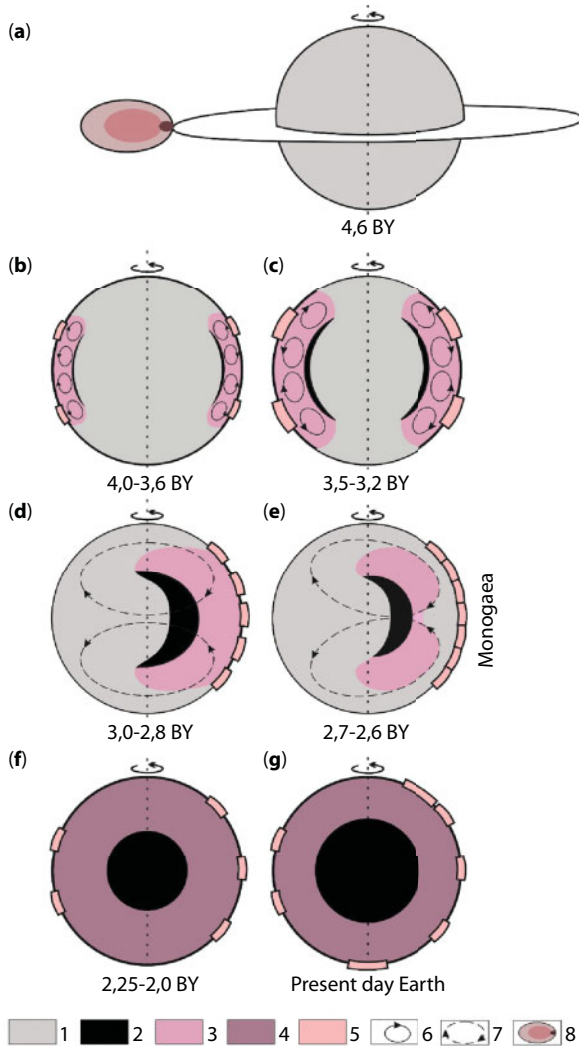 (a)
4,6 BY
(b) (c)
4,0-3,6 BY 3,5-3,2 BY
(d) (e)
Monogaea
3,0-2,8 BY 2,7-2,6 BY
(f) (g)
2,25-2,0 BY Present day Earth
1 2 3 4 5 6 7 8